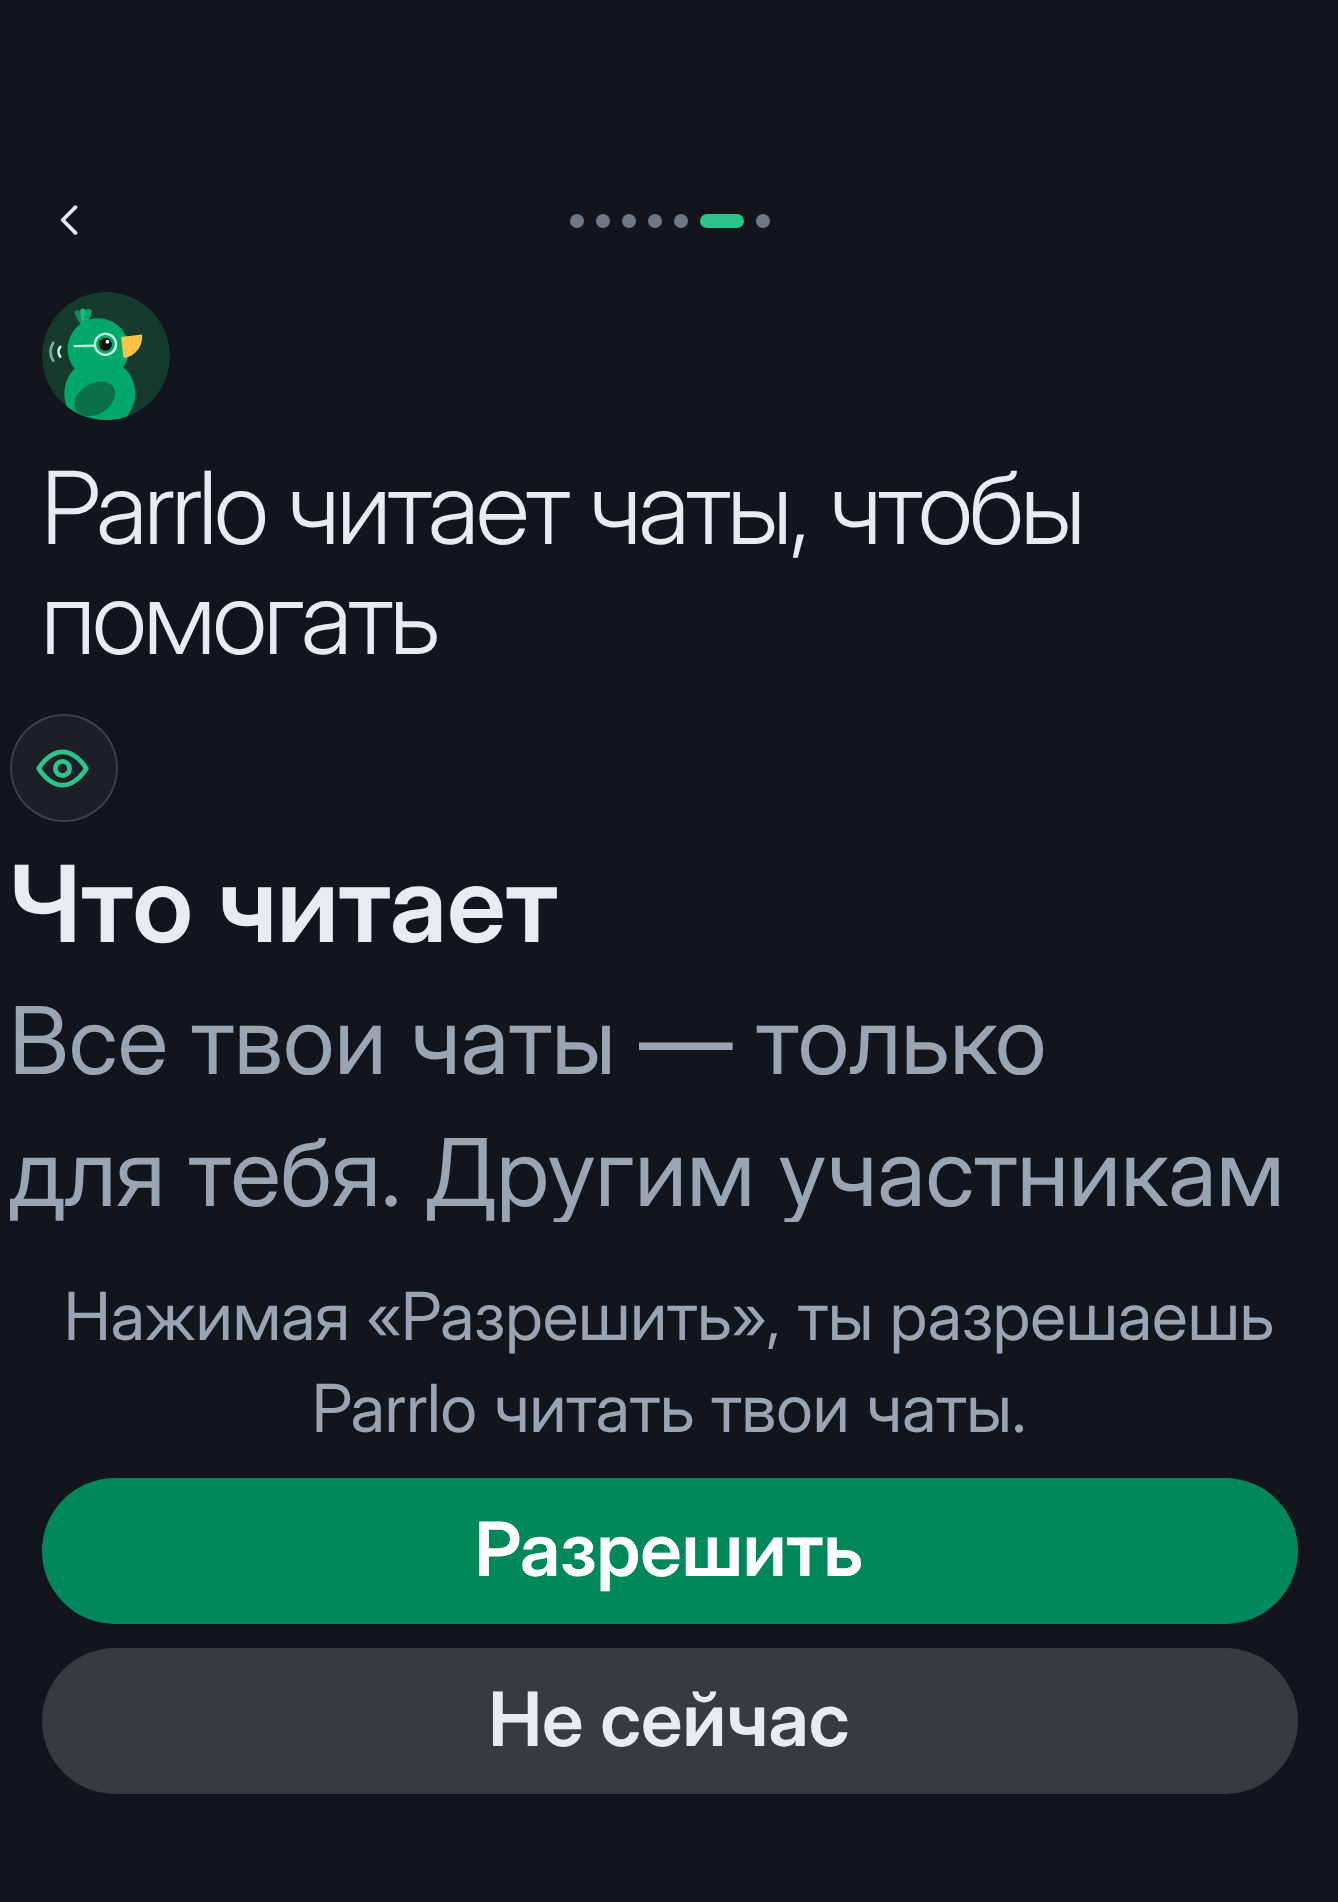 Parrlo читает чаты, чтобы
помогать
Что читает
Все твои чаты — только
для тебя. Другим участникам
Нажимая «Разрешить», ты разрешаешь
Parrlo читать твои чаты.
Разрешить
Не сейчас